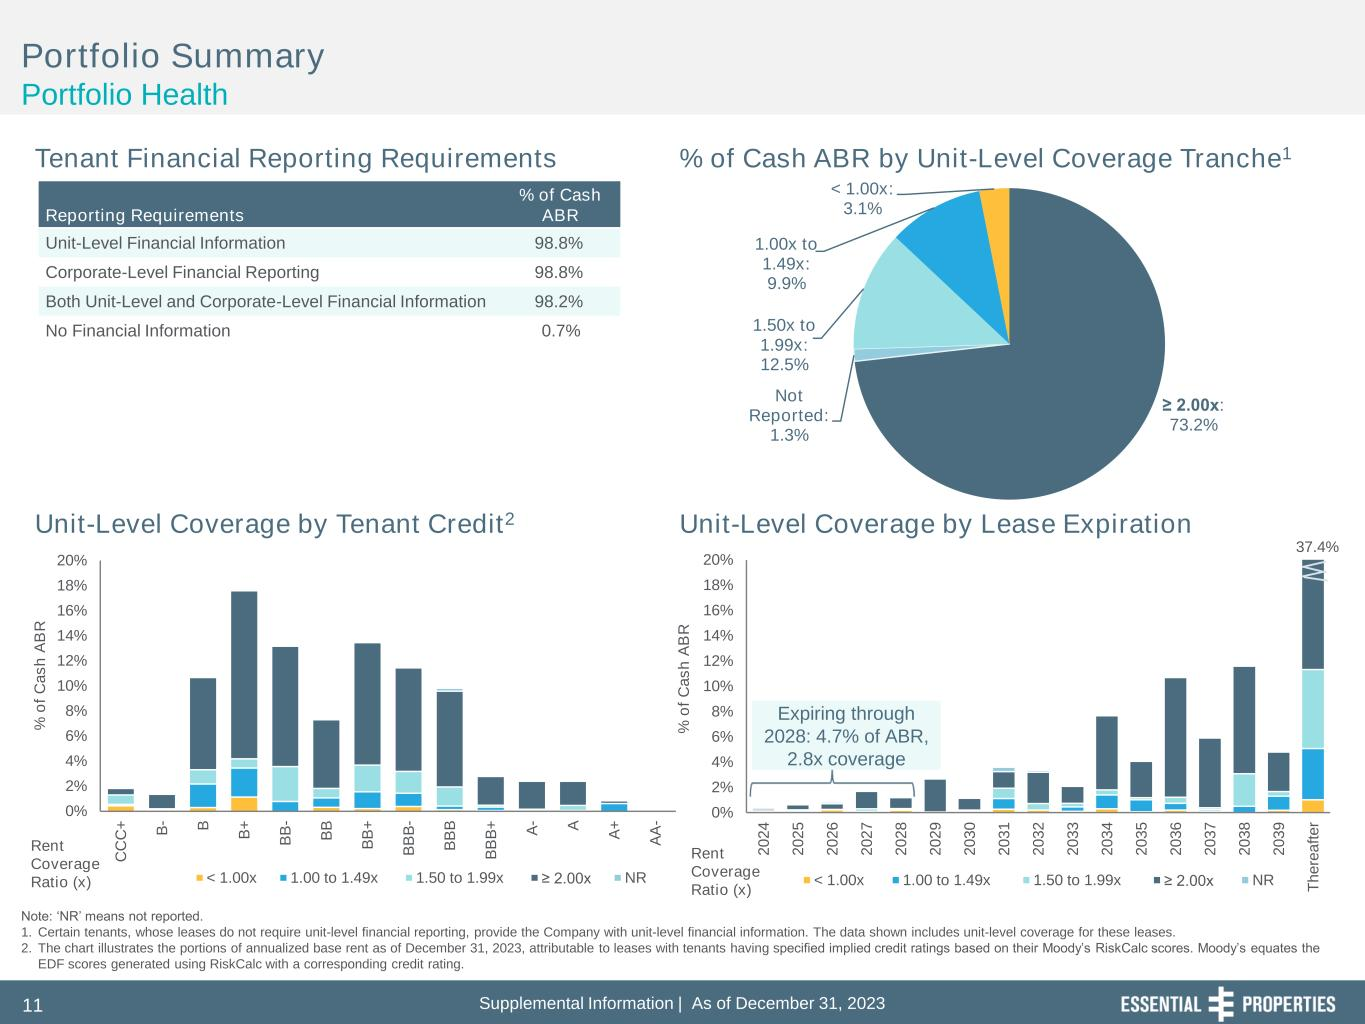 Portfolio Summary
Portfolio Health
Tenant Financial Reporting Requirements
Reporting Requirements
% of Cash
ABR
Unit-Level Financial Information 98.8%
Corporate-Level Financial Reporting 98.8%
Both Unit-Level and Corporate-Level Financial Information 98.2%
No Financial Information 0.7%
% of Cash ABR by Unit-Level Coverage Tranche1
< 1.00x:
3.1%
1.00x to
1.49x:
9.9%
1.50x to
1.99x:
12.5%
Not
Reported:
1.3%
≥ 2.00x:
73.2%
Unit-Level Coverage by Tenant Credit2
% of Cash ABR
20%
18%
16%
14%
12%
10%
8%
6%
4%
2%
0%
CCC+ B- B B+ BB- BB BB+ BBB- BBB BBB+ A- A A+ AA-
Rent
Coverage
Ratio (x)
< 1.00x 1.00 to 1.49x 1.50 to 1.99x ≥ 2.00x NR
Unit-Level Coverage by Lease Expiration
37.4%
% of Cash ABR
20%
18%
16%
14%
12%
10%
8%
6%
4%
2%
0%
Expiring through
2028: 4.7% of ABR,
2.8x coverage
2024 2025 2026 2027 2028 2029 2030 2031 2032 2033 2034 2035 2036 2037 2038 2039 Thereafter
Rent
Coverage
Ratio (x)
< 1.00x 1.00 to 1.49x 1.50 to 1.99x ≥ 2.00x NR
Note: ‘NR’ means not reported.
1. Certain tenants, whose leases do not require unit-level financial reporting, provide the Company with unit-level financial information. The data shown includes unit-level coverage for these leases.
2. The chart illustrates the portions of annualized base rent as of December 31, 2023, attributable to leases with tenants having specified implied credit ratings based on their Moody’s RiskCalc scores. Moody’s equates the
EDF scores generated using RiskCalc with a corresponding credit rating.
11
Supplemental Information | As of December 31, 2023
ESSENTIAL PROPERTIES